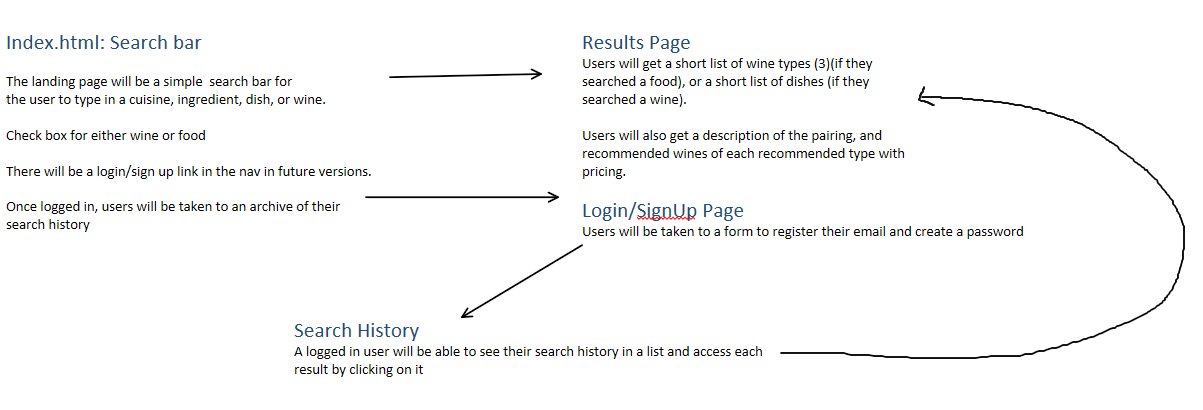 Index.html: Search bar
The landing page will be a simple  search bar for
the user to type in a cuisine, ingredient, dish, or wine.
Check box for either wine or food
There will be a login/sign up link in the nav in future versions.
Once logged in, users will be taken to an archive of their
search history
Results Page
Users will get a short list of wine types (3)(if they
searched a food), or a short list of dishes (if they
searched a wine).
Users will also get a description of the pairing, and
recommended wines of each recommended type with
pricing.
Login/SignUp Page
Users will be taken to a form to register their email and create a password
Search History
A logged in user will be able to see their search history in a list and access each
result by clicking on it